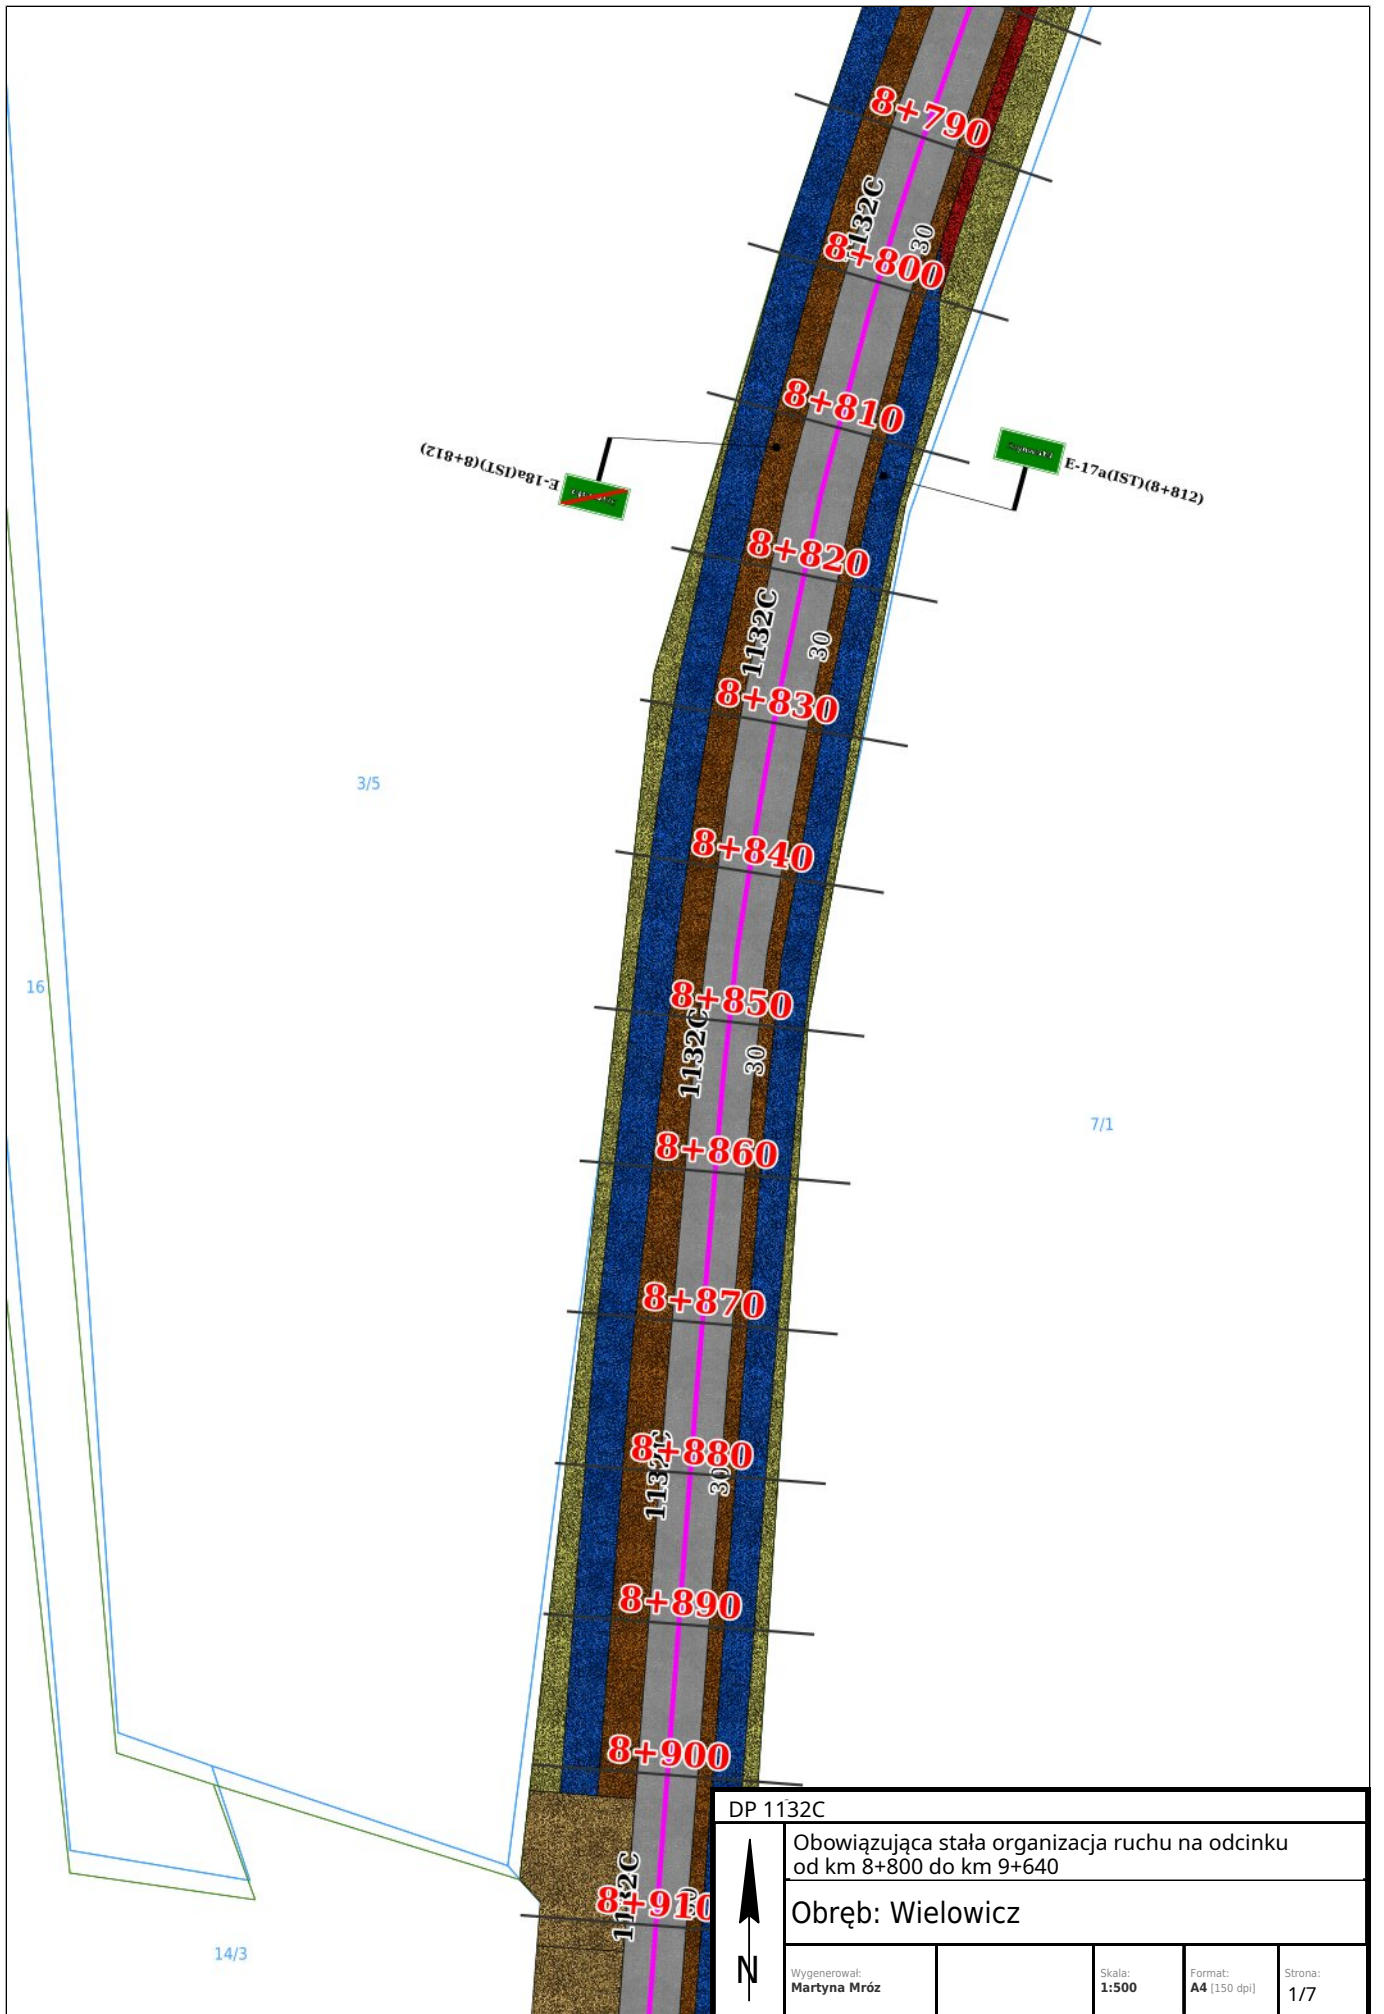 8+790
1132C
30
8+800
8+810
E-18a(IST)(8+812)
E-17a(IST)(8+812)
8+820
1132C
30
8+830
3/5
8+840
16
8+850
1132C
30
7/1
8+860
8+870
8+880
1132C
30
8+890
8+900
DP 1132C
Obowiązująca stała organizacja ruchu na odcinku
od km 8+800 do km 9+640
1132C
8+910
30
Obręb: Wielowicz
14/3
N
Wygenerował:
Martyna Mróz
Skala:
1:500
Format:
A4 [150 dpi]
Strona:
1/7